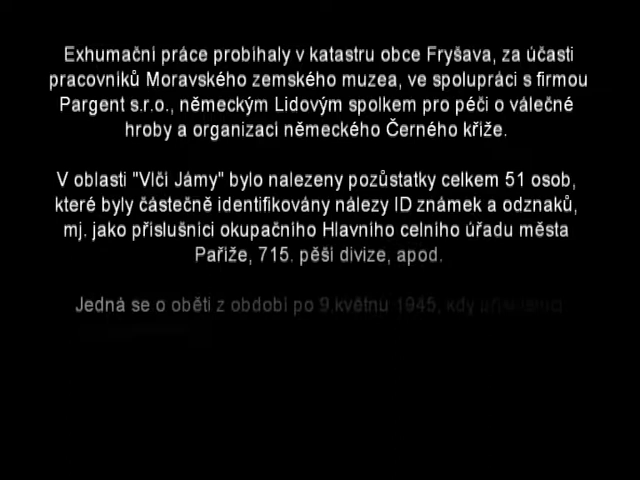 Exhumační práce probíhaly v katastru obce Fryšava, za účasti
pracovníků Moravského zemského muzea, ve spolupráci s firmou
Pargent s.r.o., německým Lidovým spolkem pro péči o válečné
hroby a organizací německého Černého kříže.
V oblasti "Vlčí Jámy" bylo nalezeny pozůstatky celkem 51 osob,
které byly částečně identifikovány nálezy ID známek a odznaků,
mj. jako příslušníci okupačního Hlavního celního úřadu města
Paříže, 715. pěší divize, apod.
Jedná se o oběti z období po 9.květnu 1945, kdy